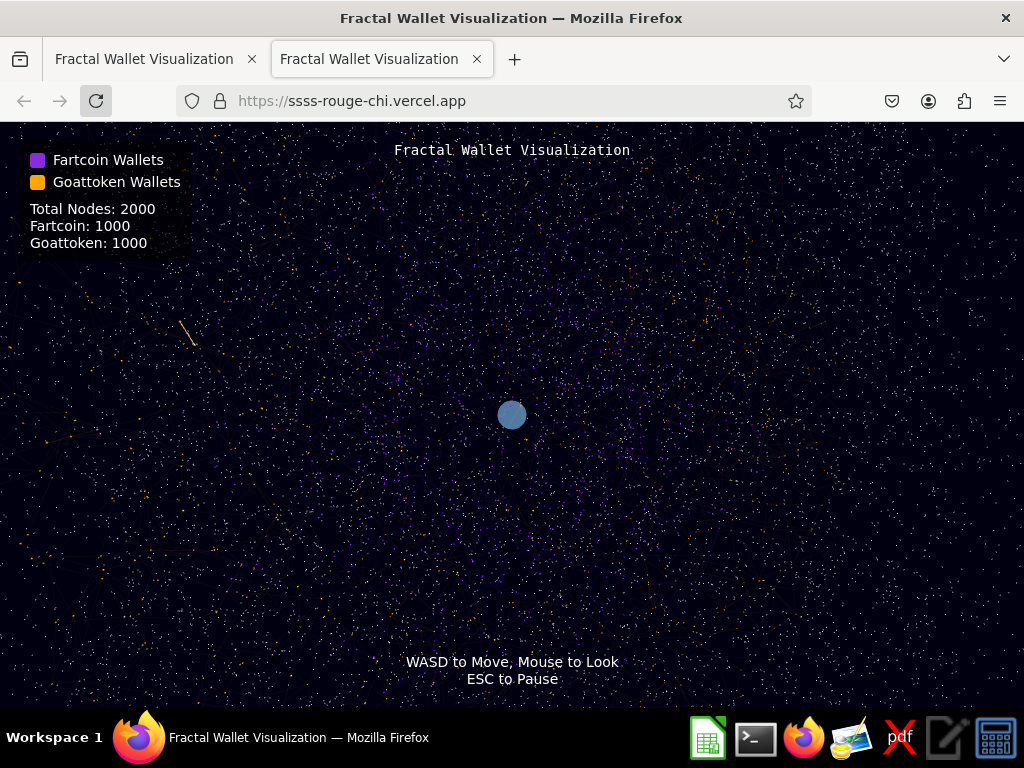 Fractal Wallet Visualization — Mozilla Firefox
Fractal Wallet Visualization
Fractal Wallet Visualization
https://ssss-rouge-chi.vercel.app
Fractal Wallet Visualization
Fartcoin Wallets
Goattoken Wallets
Total Nodes: 2000
Fartcoin: 1000
Goattoken: 1000
WASD to Move, Mouse to Look
ESC to Pause
Workspace 1
Fractal Wallet Visualization — Mozilla Firefox
pdf